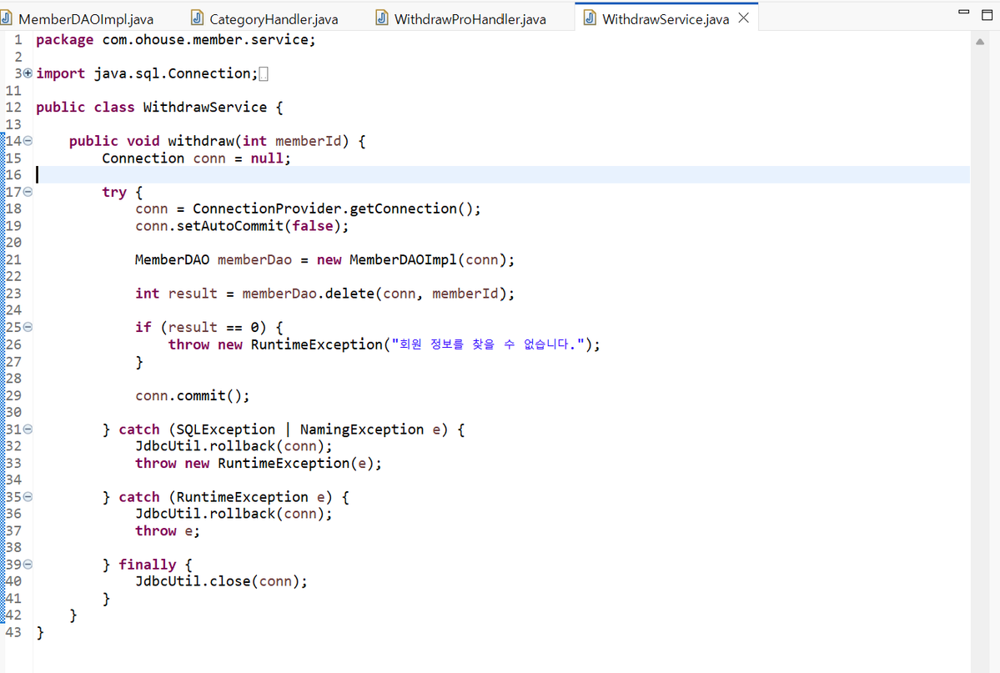 MemberDAOImpl.java CategoryHandler.java WithdrawProHandler.java WithdrawService.java
1 package com.ohouse.member.service;
2
3 import java.sql.Connection;
11
12 public class WithdrawService {
13
14 public void withdraw(int memberId) {
15 Connection conn = null;
16
17 try {
18 conn = ConnectionProvider.getConnection();
19 conn.setAutoCommit(false);
20
21 MemberDAO memberDao = new MemberDAOImpl(conn);
22
23 int result = memberDao.delete(conn, memberId);
24
25 if (result == 0) {
26 throw new RuntimeException("회원 정보를 찾을 수 없습니다.");
27 }
28
29 conn.commit();
30
31 } catch (SQLException | NamingException e) {
32 JdbcUtil.rollback(conn);
33 throw new RuntimeException(e);
34
35 } catch (RuntimeException e) {
36 JdbcUtil.rollback(conn);
37 throw e;
38
39 } finally {
40 JdbcUtil.close(conn);
41 }
42 }
43 }